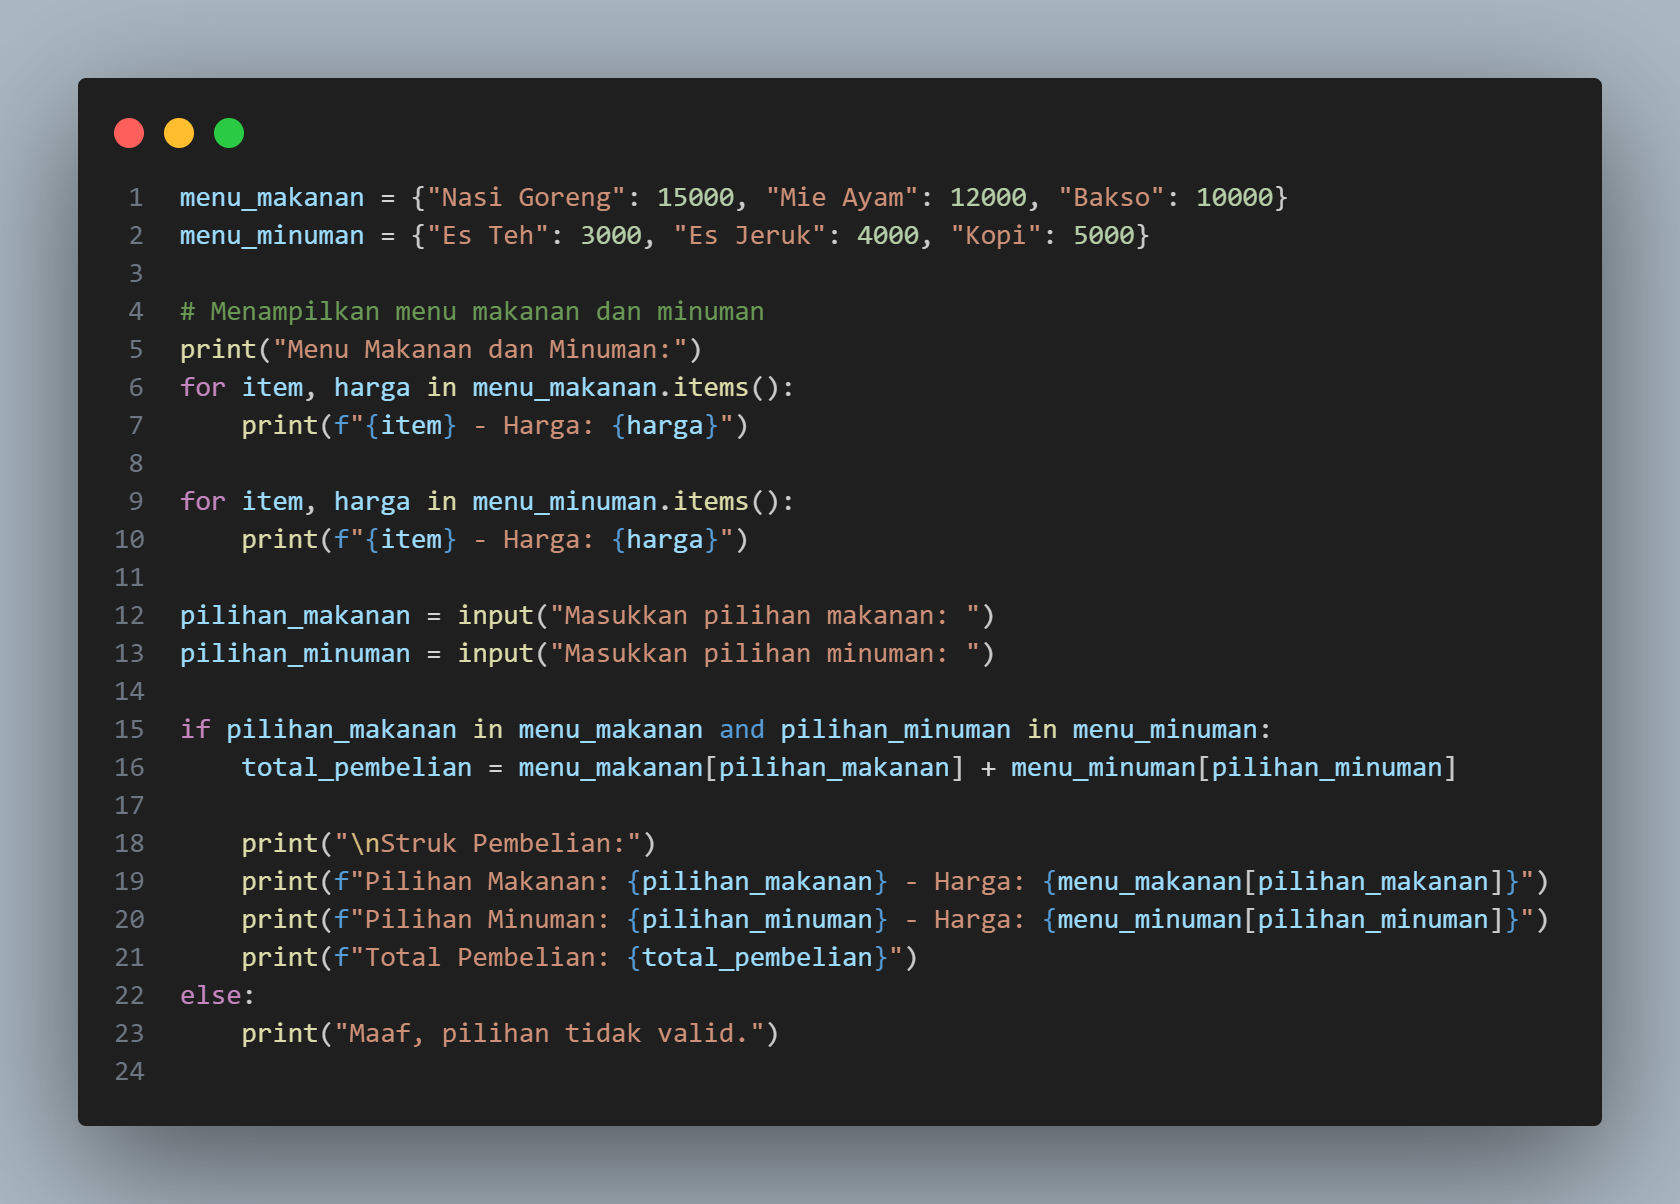 1 menu_makanan = {"Nasi Goreng": 15000, "Mie Ayam": 12000, "Bakso": 10000}
2 menu_minuman = {"Es Teh": 3000, "Es Jeruk": 4000, "Kopi": 5000}
3
4 # Menampilkan menu makanan dan minuman
5 print("Menu Makanan dan Minuman:")
6 for item, harga in menu_makanan.items():
7     print(f"{item} - Harga: {harga}")
8
9 for item, harga in menu_minuman.items():
10     print(f"{item} - Harga: {harga}")
11
12 pilihan_makanan = input("Masukkan pilihan makanan: ")
13 pilihan_minuman = input("Masukkan pilihan minuman: ")
14
15 if pilihan_makanan in menu_makanan and pilihan_minuman in menu_minuman:
16     total_pembelian = menu_makanan[pilihan_makanan] + menu_minuman[pilihan_minuman]
17
18     print("\nStruk Pembelian:")
19     print(f"Pilihan Makanan: {pilihan_makanan} - Harga: {menu_makanan[pilihan_makanan]}")
20     print(f"Pilihan Minuman: {pilihan_minuman} - Harga: {menu_minuman[pilihan_minuman]}")
21     print(f"Total Pembelian: {total_pembelian}")
22 else:
23     print("Maaf, pilihan tidak valid.")
24